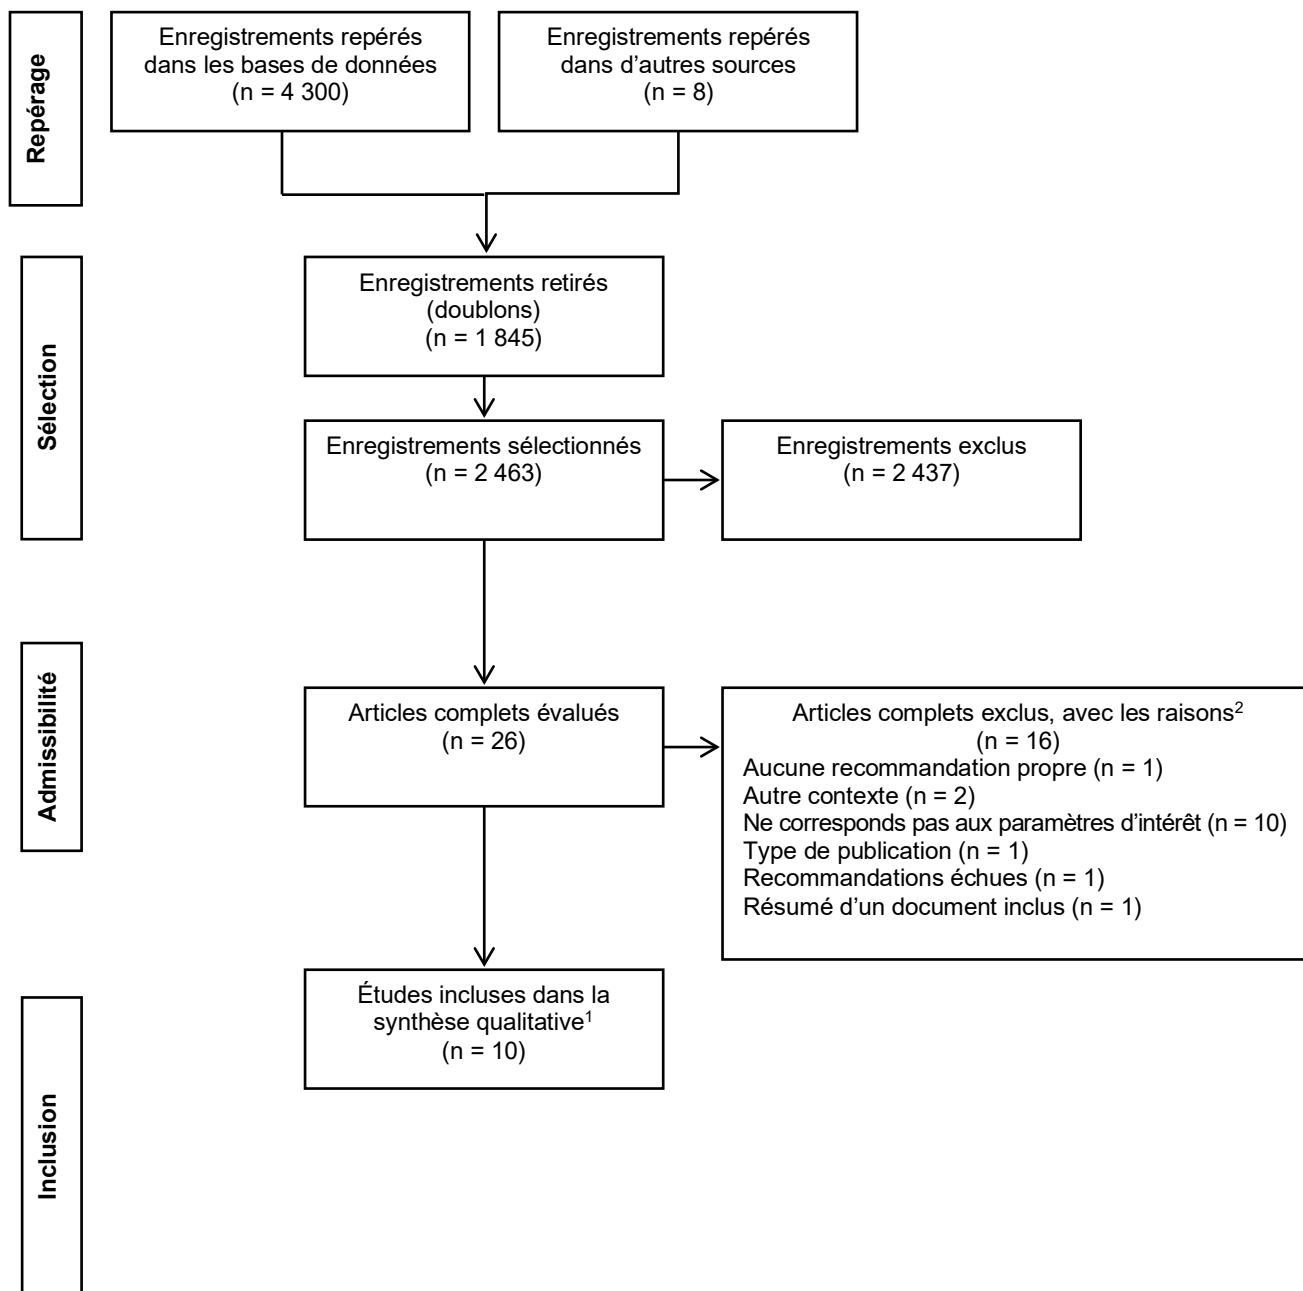 Repérage
Enregistrements repérés
dans les bases de données
(n = 4 300)
Enregistrements repérés
dans d’autres sources
(n = 8)
Sélection
Enregistrements retirés
(doublons)
(n = 1 845)
Enregistrements sélectionnés
(n = 2 463)
Enregistrements exclus
(n = 2 437)
Admissibilité
Articles complets évalués
(n = 26)
Articles complets exclus, avec les raisons²
(n = 16)
Aucune recommandation propre (n = 1)
Autre contexte (n = 2)
Ne corresponds pas aux paramètres d’intérêt (n = 10)
Type de publication (n = 1)
Recommandations échues (n = 1)
Résumé d’un document inclus (n = 1)
Inclusion
Études incluses dans la
synthèse qualitative¹
(n = 10)